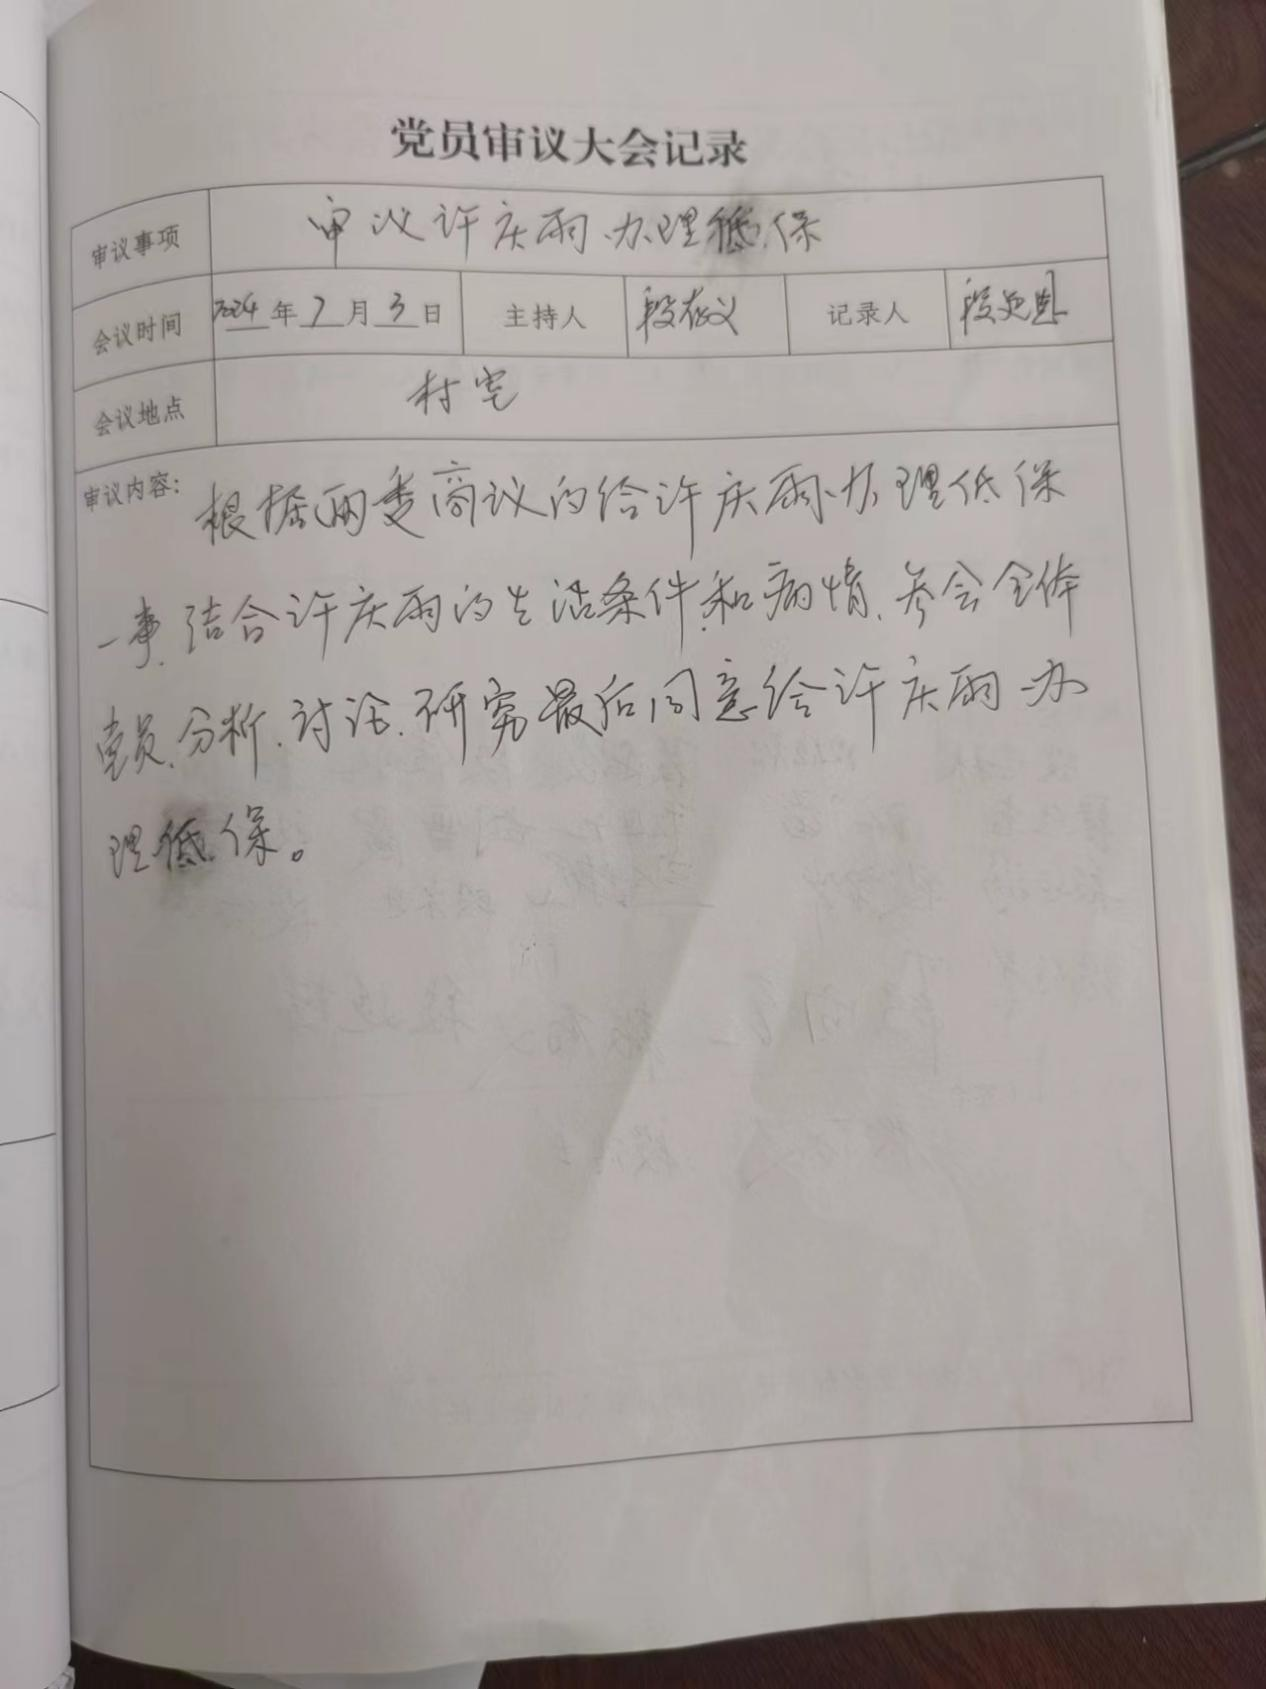 党员审议大会记录
审议事项 审议许庆雨办理低保
会议时间 2024年7月3日 主持人 段存义 记录人 段
会议地点 村室
审议内容: 根据两委商议的给许庆雨办理低保
一事、结合许庆雨的生活条件和病情、参会全体
党员、分析、讨论、研究最后同意给许庆雨办
理低保。